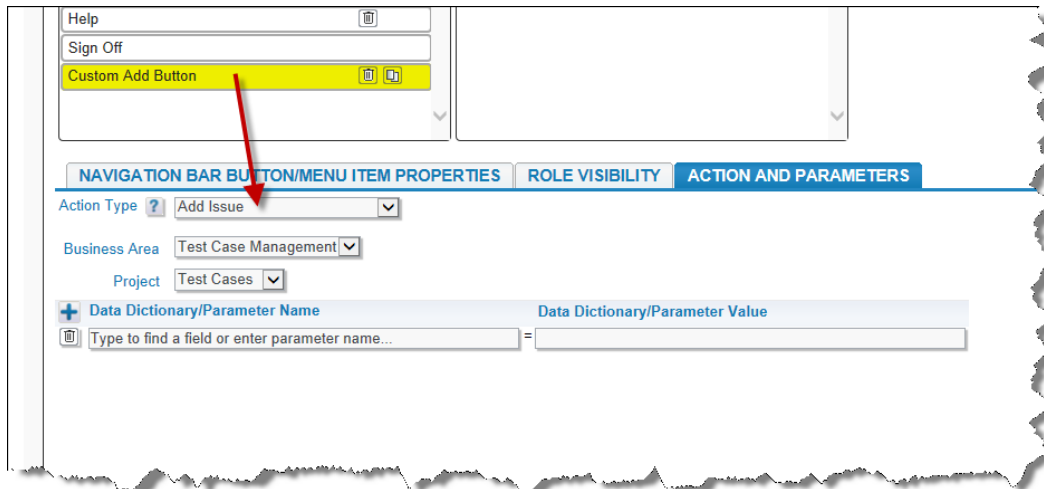 Help
Sign Off
Custom Add Button
NAVIGATION BAR BUTTON/MENU ITEM PROPERTIES ROLE VISIBILITY ACTION AND PARAMETERS
Action Type ? Add Issue
Business Area Test Case Management
Project Test Cases
Data Dictionary/Parameter Name Data Dictionary/Parameter Value
Type to find a field or enter parameter name... =